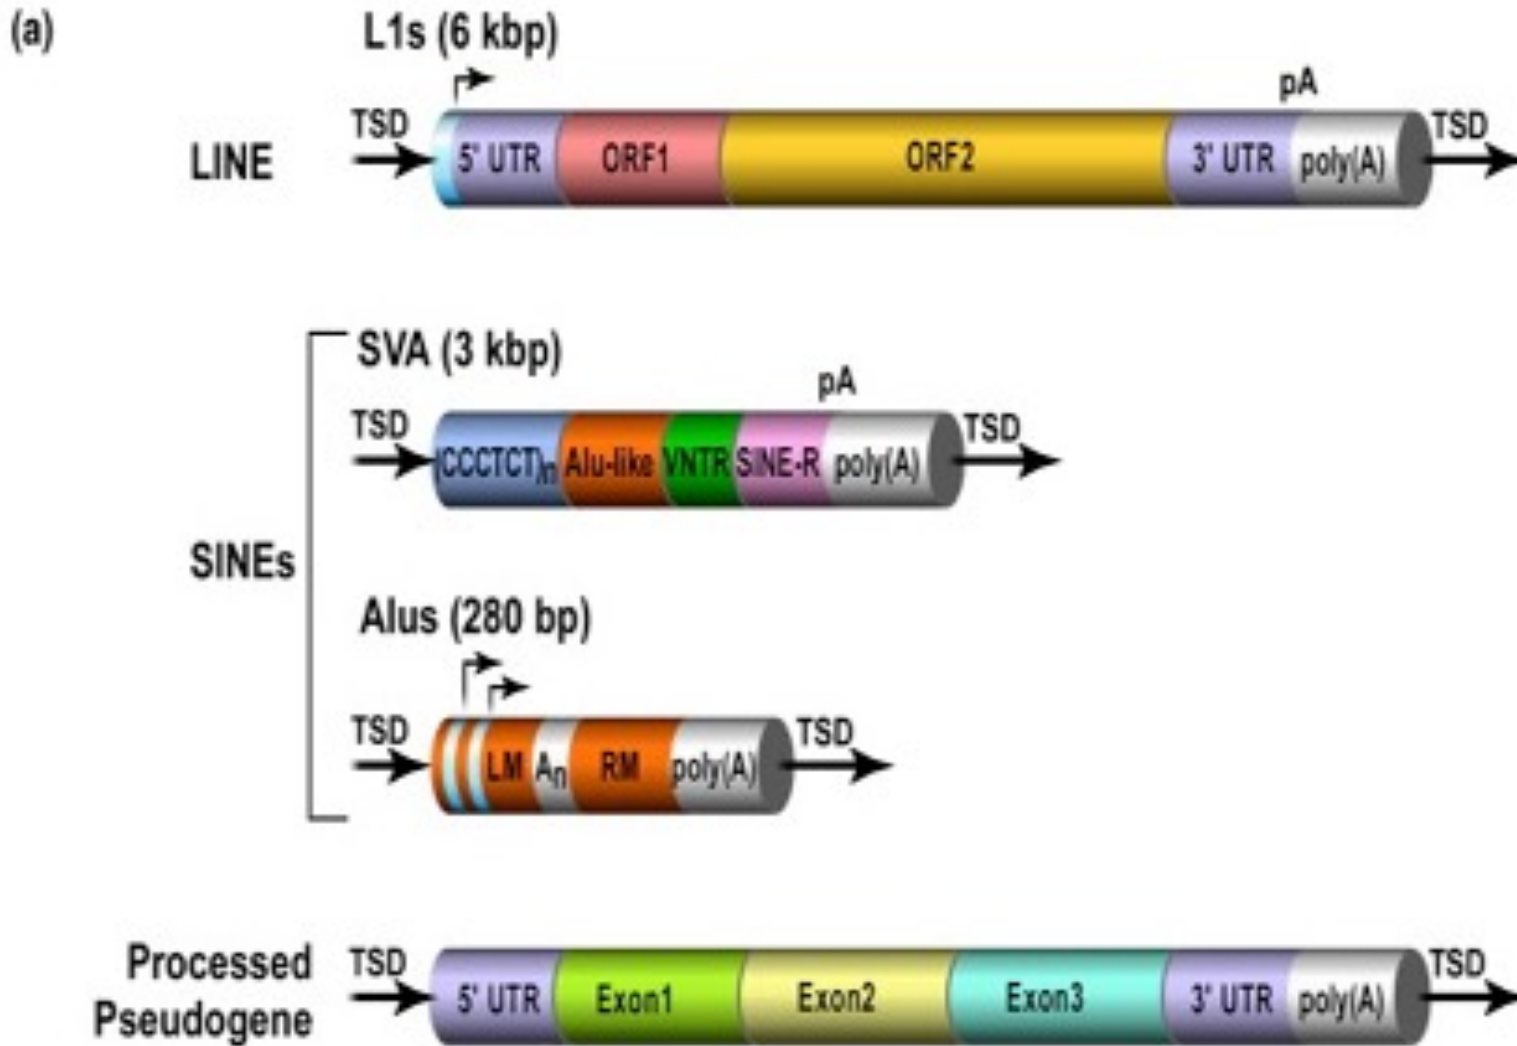 (a)
L1s (6 kbp)
pA
TSD
TSD
LINE
5' UTR
ORF1
ORF2
3' UTR
poly(A)
SVA (3 kbp)
pA
TSD
TSD
(CCCTCT)n
Alu-like
VNTR
SINE-R
poly(A)
SINEs
Alus (280 bp)
TSD
TSD
LM
An
RM
poly(A)
Processed
Pseudogene
TSD
TSD
5' UTR
Exon1
Exon2
Exon3
3' UTR
poly(A)